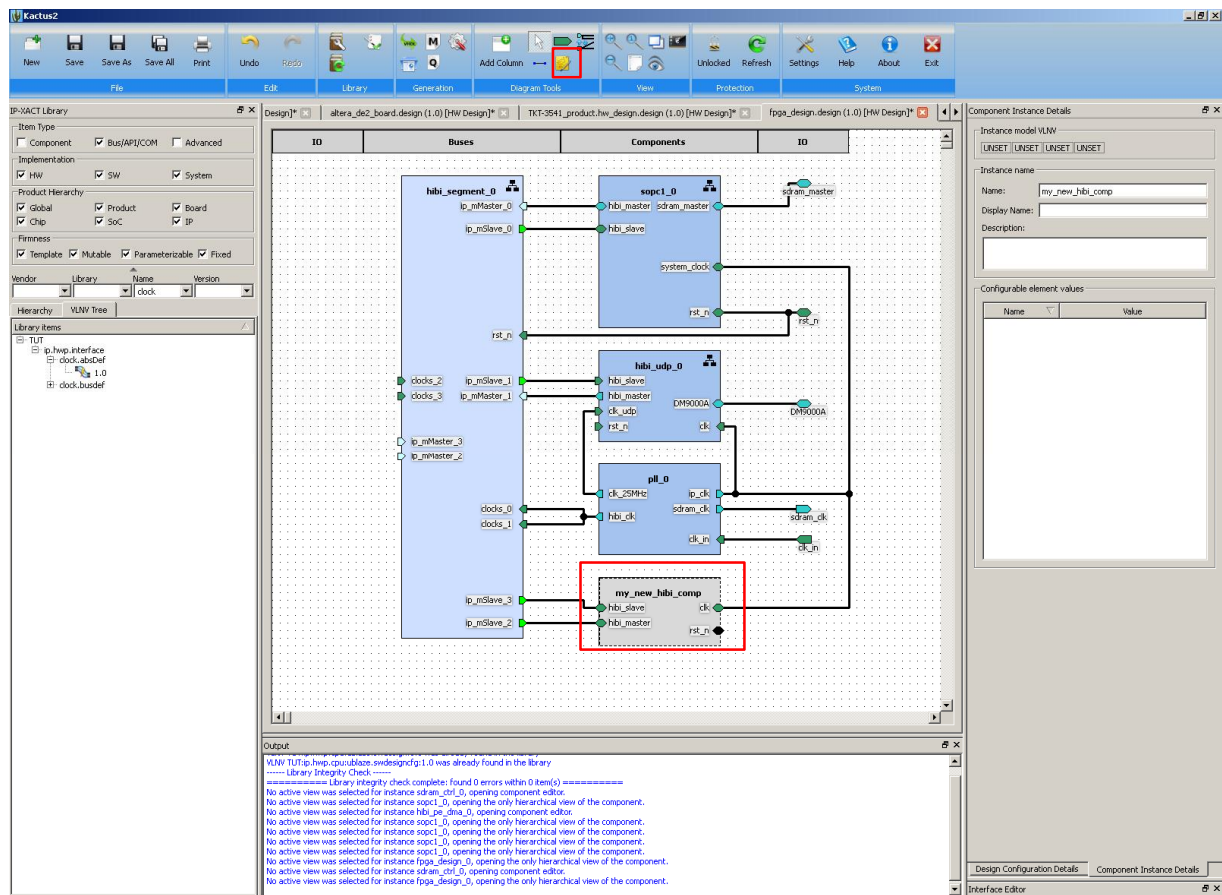 Kactus2
New Save Save As Save All Print Undo Redo Add Column Unlocked Refresh Settings Help About Exit
M
Q
File Edit Library Generation Diagram Tools View Protection System
IP-XACT Library
Item Type
Component Bus/API/COM Advanced
Implementation
HW SW System
Product Hierarchy
Global Product Board
Chip SoC IP
Firmness
Template Mutable Parameterizable Fixed
Vendor Library Name Version
clock
Hierarchy VLNV Tree
Library items
TUT
ip.hwp.interface
clock.absDef
1.0
clock.busdef
Design]* altera_de2_board.design (1.0) [HW Design]* TKT-3541_product.hw_design.design (1.0) [HW Design]* fpga_design.design (1.0) [HW Design]*
IO Buses Components IO
hibi_segment_0 sopc1_0 sdram_master
ip_mMaster_0 hibi_master sdram_master
ip_mSlave_0 hibi_slave
system_clock
rst_n rst_n
rst_n
hibi_udp_0
clocks_2 ip_mSlave_1 hibi_slave
clocks_3 ip_mMaster_1 hibi_master
DM9000A DM9000A
clk_udp
rst_n clk
ip_mMaster_3
ip_mMaster_2
pll_0
clk_25MHz ip_clk
clocks_0 sdram_clk sdram_clk
hibi_clk
clocks_1
clk_in clk_in
my_new_hibi_comp
ip_mSlave_3 hibi_slave clk
ip_mSlave_2 hibi_master
rst_n
Output
VLNV TUT:ip.hwp.cpu:ublaze.swdesigncfg:1.0 was already found in the library
------ Library Integrity Check ------
========== Library integrity check complete: found 0 errors within 0 item(s) ==========
No active view was selected for instance sdram_ctrl_0, opening component editor.
No active view was selected for instance sopc1_0, opening the only hierarchical view of the component.
No active view was selected for instance hibi_pe_dma_0, opening component editor.
No active view was selected for instance sopc1_0, opening the only hierarchical view of the component.
No active view was selected for instance sopc1_0, opening the only hierarchical view of the component.
No active view was selected for instance sopc1_0, opening the only hierarchical view of the component.
No active view was selected for instance sopc1_0, opening the only hierarchical view of the component.
No active view was selected for instance fpga_design_0, opening the only hierarchical view of the component.
No active view was selected for instance sdram_ctrl_0, opening component editor.
No active view was selected for instance fpga_design_0, opening the only hierarchical view of the component.
Component Instance Details
Instance model VLNV
UNSET UNSET UNSET UNSET
Instance name
Name: my_new_hibi_comp
Display Name:
Description:
Configurable element values
Name Value
Design Configuration Details Component Instance Details
Interface Editor